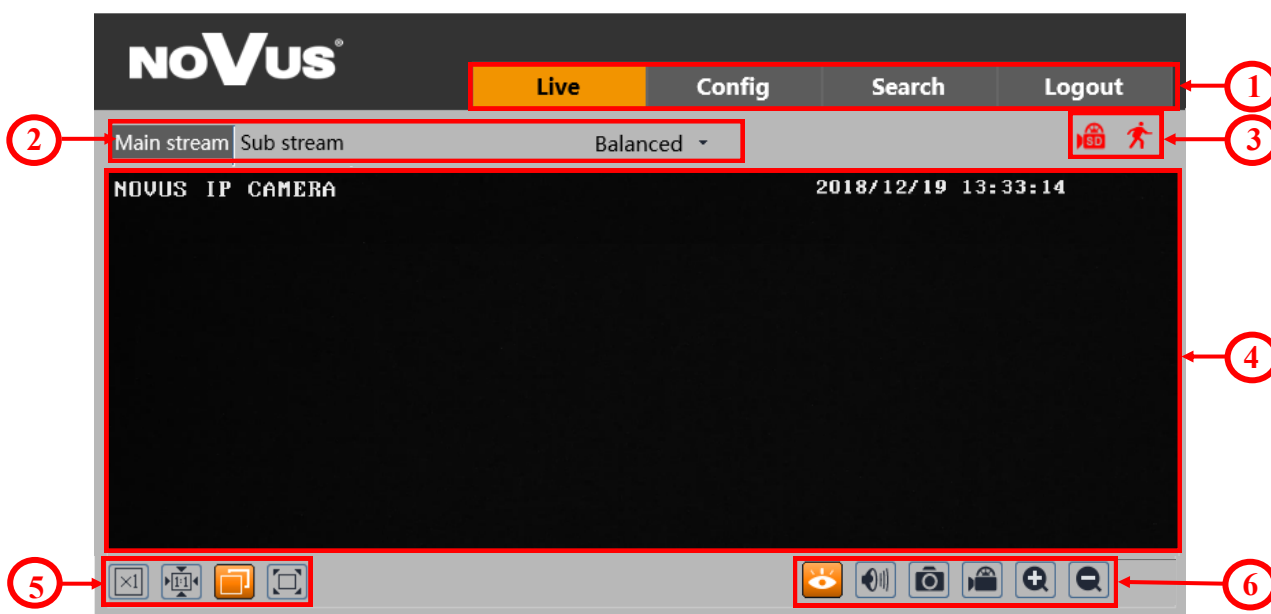 NOVUS®
Live Config Search Logout
1
2
Main stream Sub stream Balanced
SD
3
NOVUS IP CAMERA 2018/12/19 13:33:14
4
5
×1 1:1
6